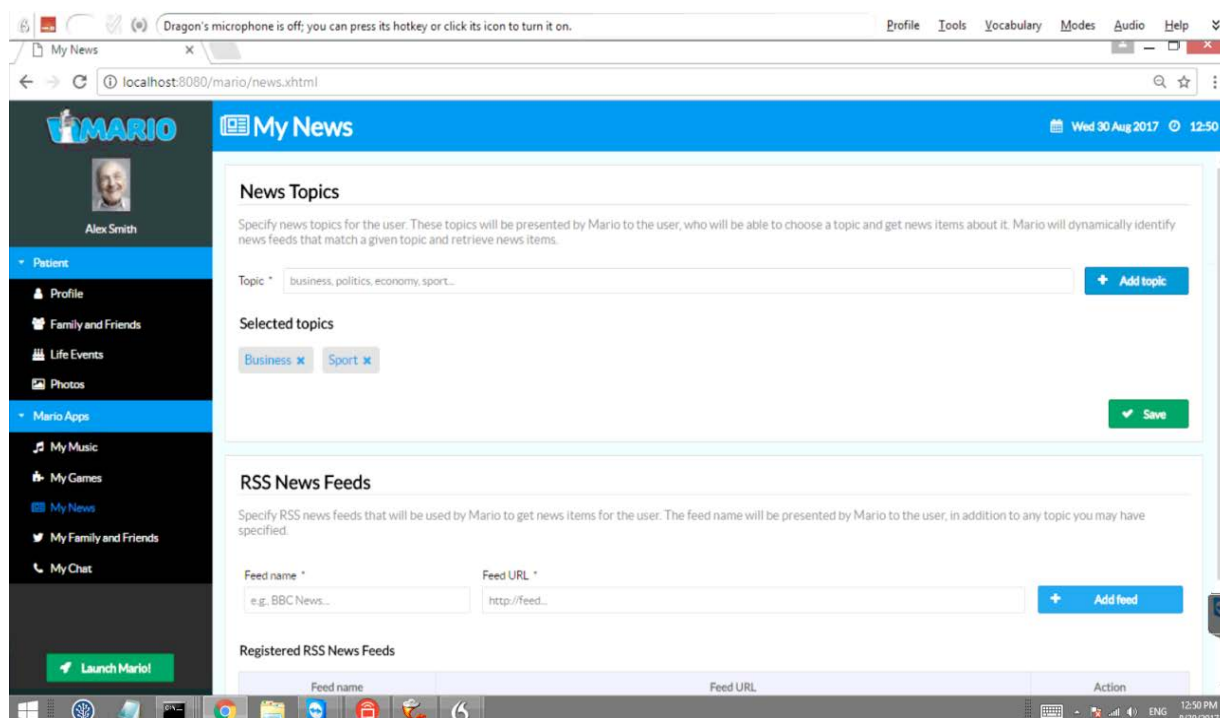 Dragon's microphone is off; you can press its hotkey or click its icon to turn it on. Profile Tools Vocabulary Modes Audio Help
My News
localhost:8080/mario/news.xhtml
MARIO
My News
Wed 30 Aug 2017 12:50
Alex Smith
Patient
Profile
Family and Friends
Life Events
Photos
Mario Apps
My Music
My Games
My News
My Family and Friends
My Chat
Launch Mario!
News Topics
Specify news topics for the user. These topics will be presented by Mario to the user, who will be able to choose a topic and get news items about it. Mario will dynamically identify
news feeds that match a given topic and retrieve news items.
Topic * business, politics, economy, sport... Add topic
Selected topics
Business Sport
Save
RSS News Feeds
Specify RSS news feeds that will be used by Mario to get news items for the user. The feed name will be presented by Mario to the user, in addition to any topic you may have
specified.
Feed name * Feed URL *
e.g., BBC News... http://feed... Add feed
Registered RSS News Feeds
Feed name Feed URL Action
ENG 12:50 PM